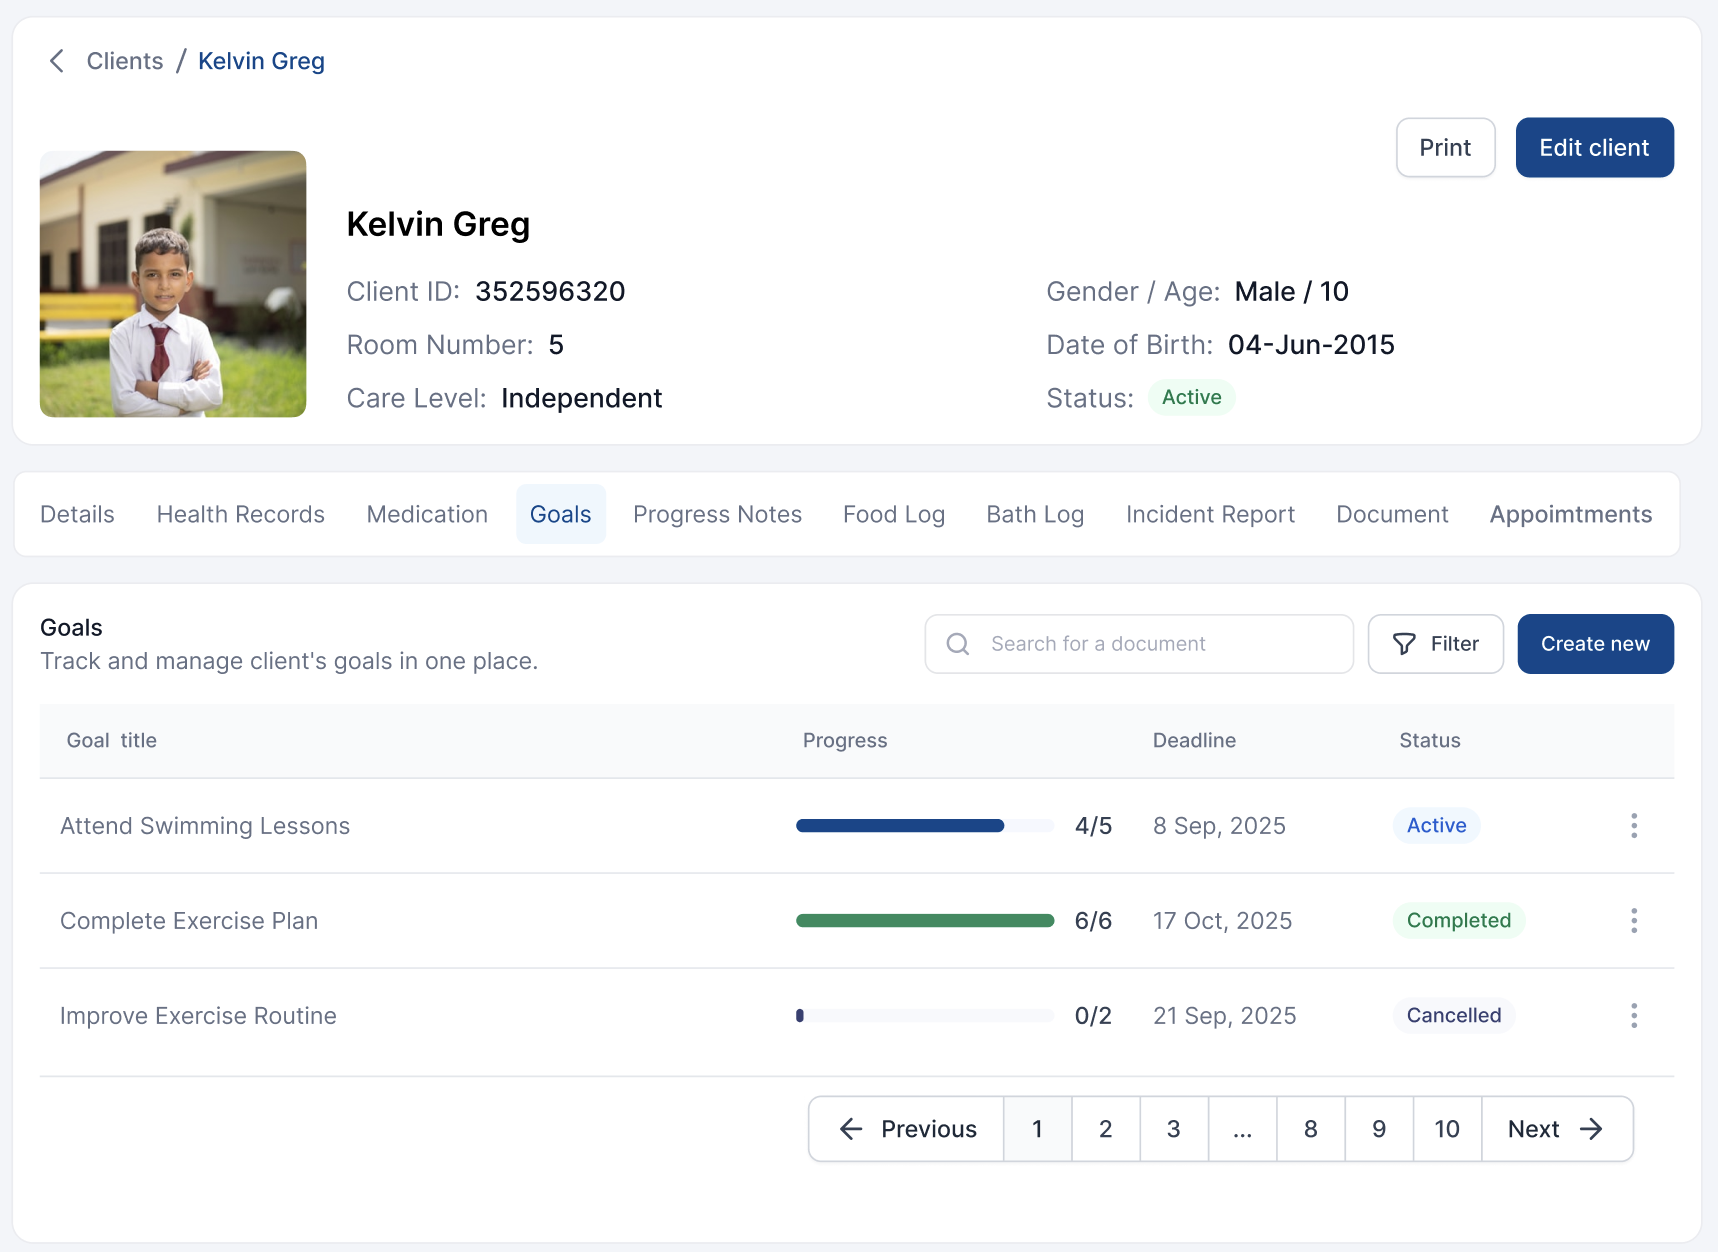 Clients / Kelvin Greg
Print
Edit client
Kelvin Greg
Client ID: 352596320
Gender / Age: Male / 10
Room Number: 5
Date of Birth: 04-Jun-2015
Care Level: Independent
Status: Active
Details
Health Records
Medication
Goals
Progress Notes
Food Log
Bath Log
Incident Report
Document
Appoimtments
Goals
Track and manage client's goals in one place.
Search for a document
Filter
Create new
Goal title
Progress
Deadline
Status
Attend Swimming Lessons
4/5
8 Sep, 2025
Active
Complete Exercise Plan
6/6
17 Oct, 2025
Completed
Improve Exercise Routine
0/2
21 Sep, 2025
Cancelled
Previous
1
2
3
...
8
9
10
Next